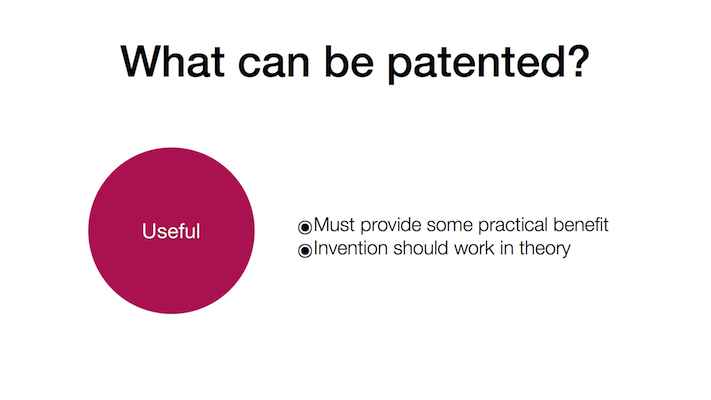 What can be patented?
Useful
◉Must provide some practical benefit
◉Invention should work in theory